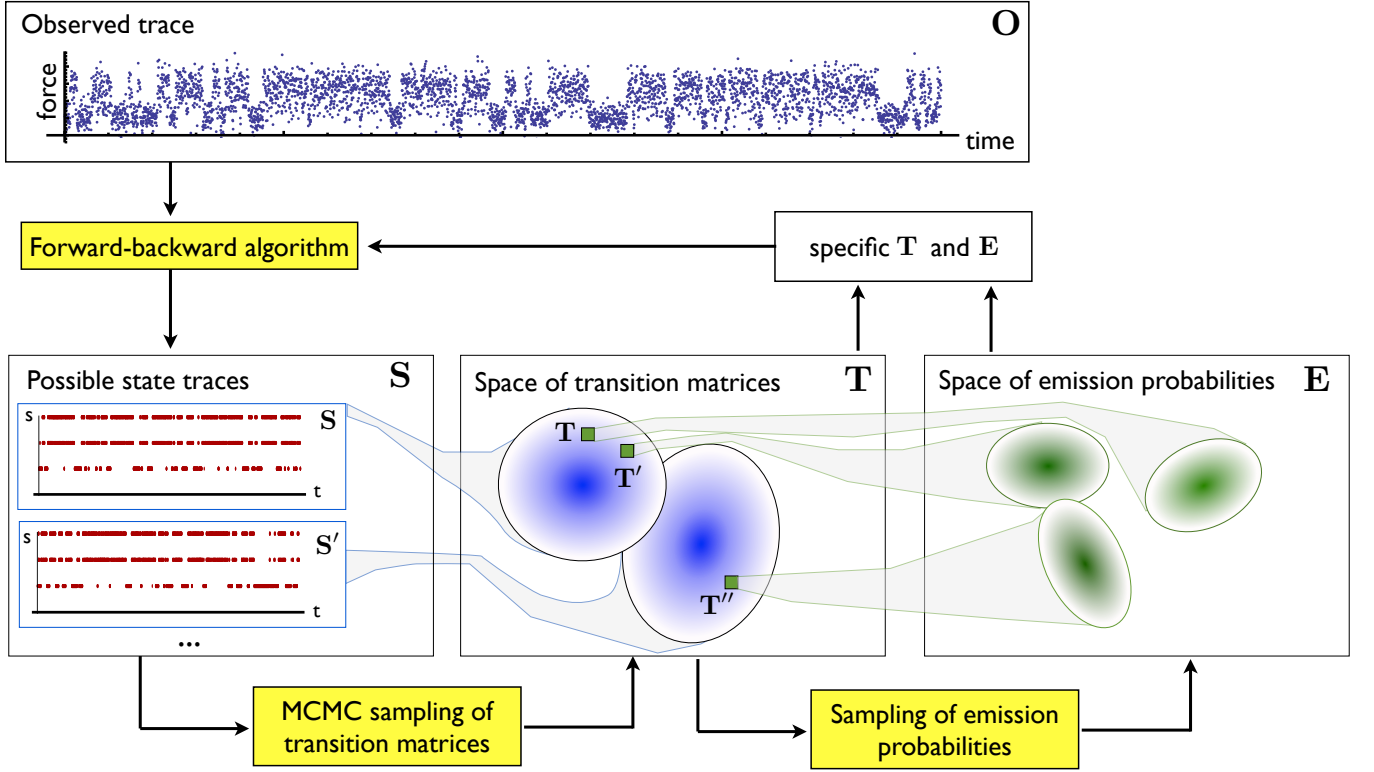 Observed trace
O
force
time
Forward-backward algorithm
specific T and E
Possible state traces
S
s
S
t
s
S′
t
...
Space of transition matrices
T
T
T′
T′′
Space of emission probabilities
E
MCMC sampling of
transition matrices
Sampling of emission
probabilities